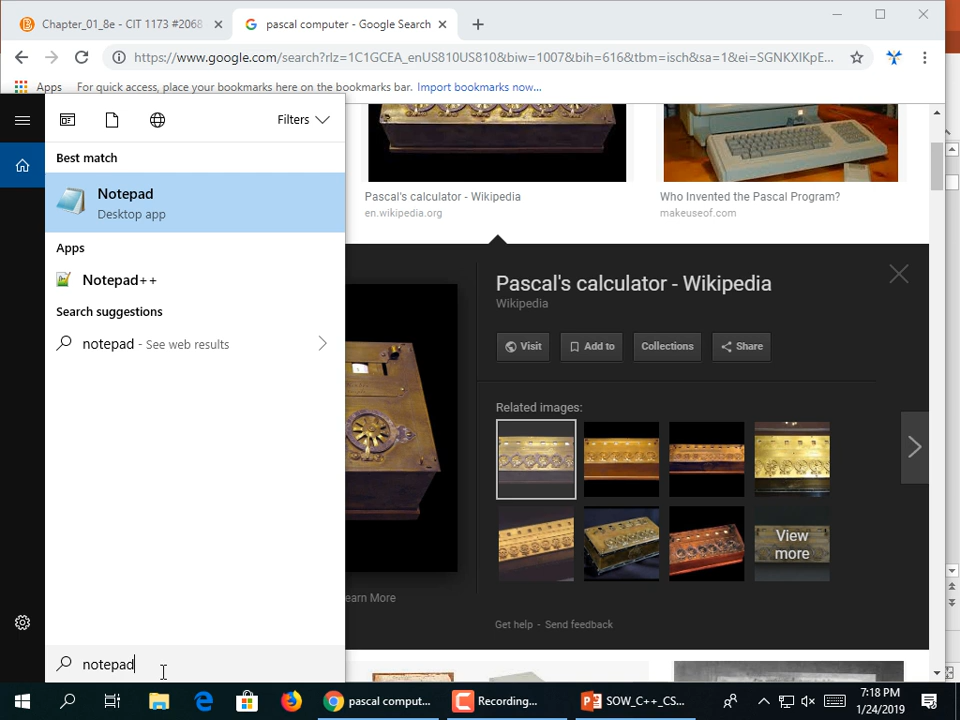 Chapter_01_8e - CIT 1173 #2068
pascal computer - Google Search
https://www.google.com/search?rlz=1C1GCEA_enUS810US810&biw=1007&bih=616&tbm=isch&sa=1&ei=SGNKXIKpE...
Apps
For quick access, place your bookmarks here on the bookmarks bar. Import bookmarks now...
Filters
Best match
Notepad
Desktop app
Apps
Notepad++
Search suggestions
notepad - See web results
notepad
Pascal's calculator - Wikipedia
en.wikipedia.org
Who Invented the Pascal Program?
makeuseof.com
Pascal's calculator - Wikipedia
Wikipedia
Visit
Add to
Collections
Share
Related images:
View
more
earn More
Get help - Send feedback
pascal comput...
Recording...
SOW_C++_CS...
7:18 PM
1/24/2019